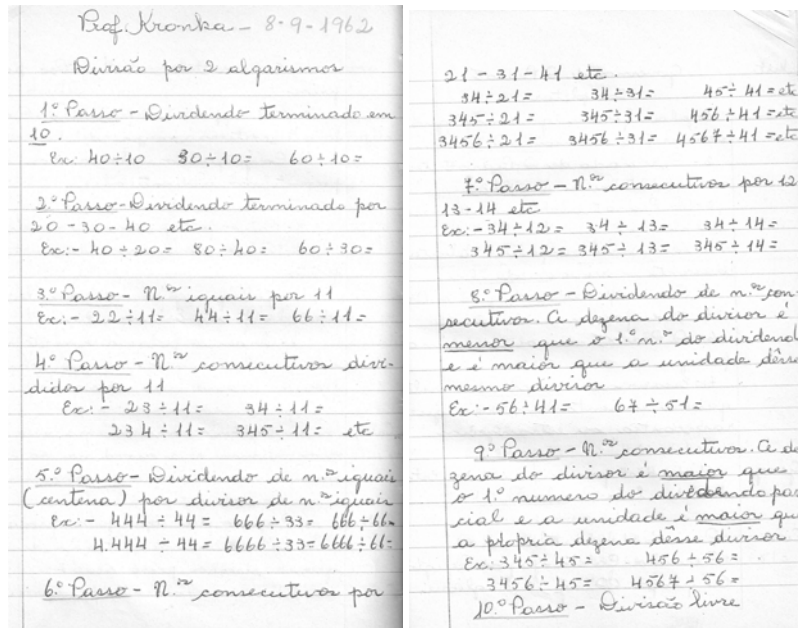 Prof. Kronka - 8-9-1962
Divisão por 2 algarismos
1º Passo - Dividendo terminado em
10.
Ex: 40÷10 30÷10= 60÷10=
2º Passo - Dividendo terminado por
20-30-40 etc.
Ex:- 40÷20= 80÷40= 60÷30=
3º Passo - N.os iguais por 11
Ex:- 22÷11= 44÷11= 66÷11=
4º Passo - N.os consecutivos divi-
didos por 11
Ex:- 23÷11= 34÷11=
234÷11= 345÷11= etc
5.º Passo - Dividendo de n.os iguais
(centena) por divisor de n.os iguais
Ex:- 444÷44= 666÷33= 666÷66=
4.444÷44= 6666÷33= 6666÷66=
6.º Passo - N.os consecutivos por
21-31-41 etc.
34÷21= 34÷31= 45÷41= etc
345÷21= 345÷31= 456÷41= etc
3456÷21= 3456÷31= 4567÷41= etc
7.º Passo - N.os consecutivos por 12
13-14 etc
Ex:- 34÷12= 34÷13= 34÷14=
345÷12= 345÷13= 345÷14=
8.º Passo - Dividendo de n.os con-
secutivos. A dezena do divisor é
menor que o 1.º n.º do dividend
e é maior que a unidade dêsse
mesmo divisor
Ex:- 56÷41= 67÷51=
9º Passo - N.os consecutivos. A de
zena do divisor é maior que
o 1.º numero do dividendo par
cial e a unidade é maior qu
a própria dezena dêsse divisor
Ex: 345÷45= 456÷56=
3456÷45= 4567÷56=
10.º Passo - Divisão livre